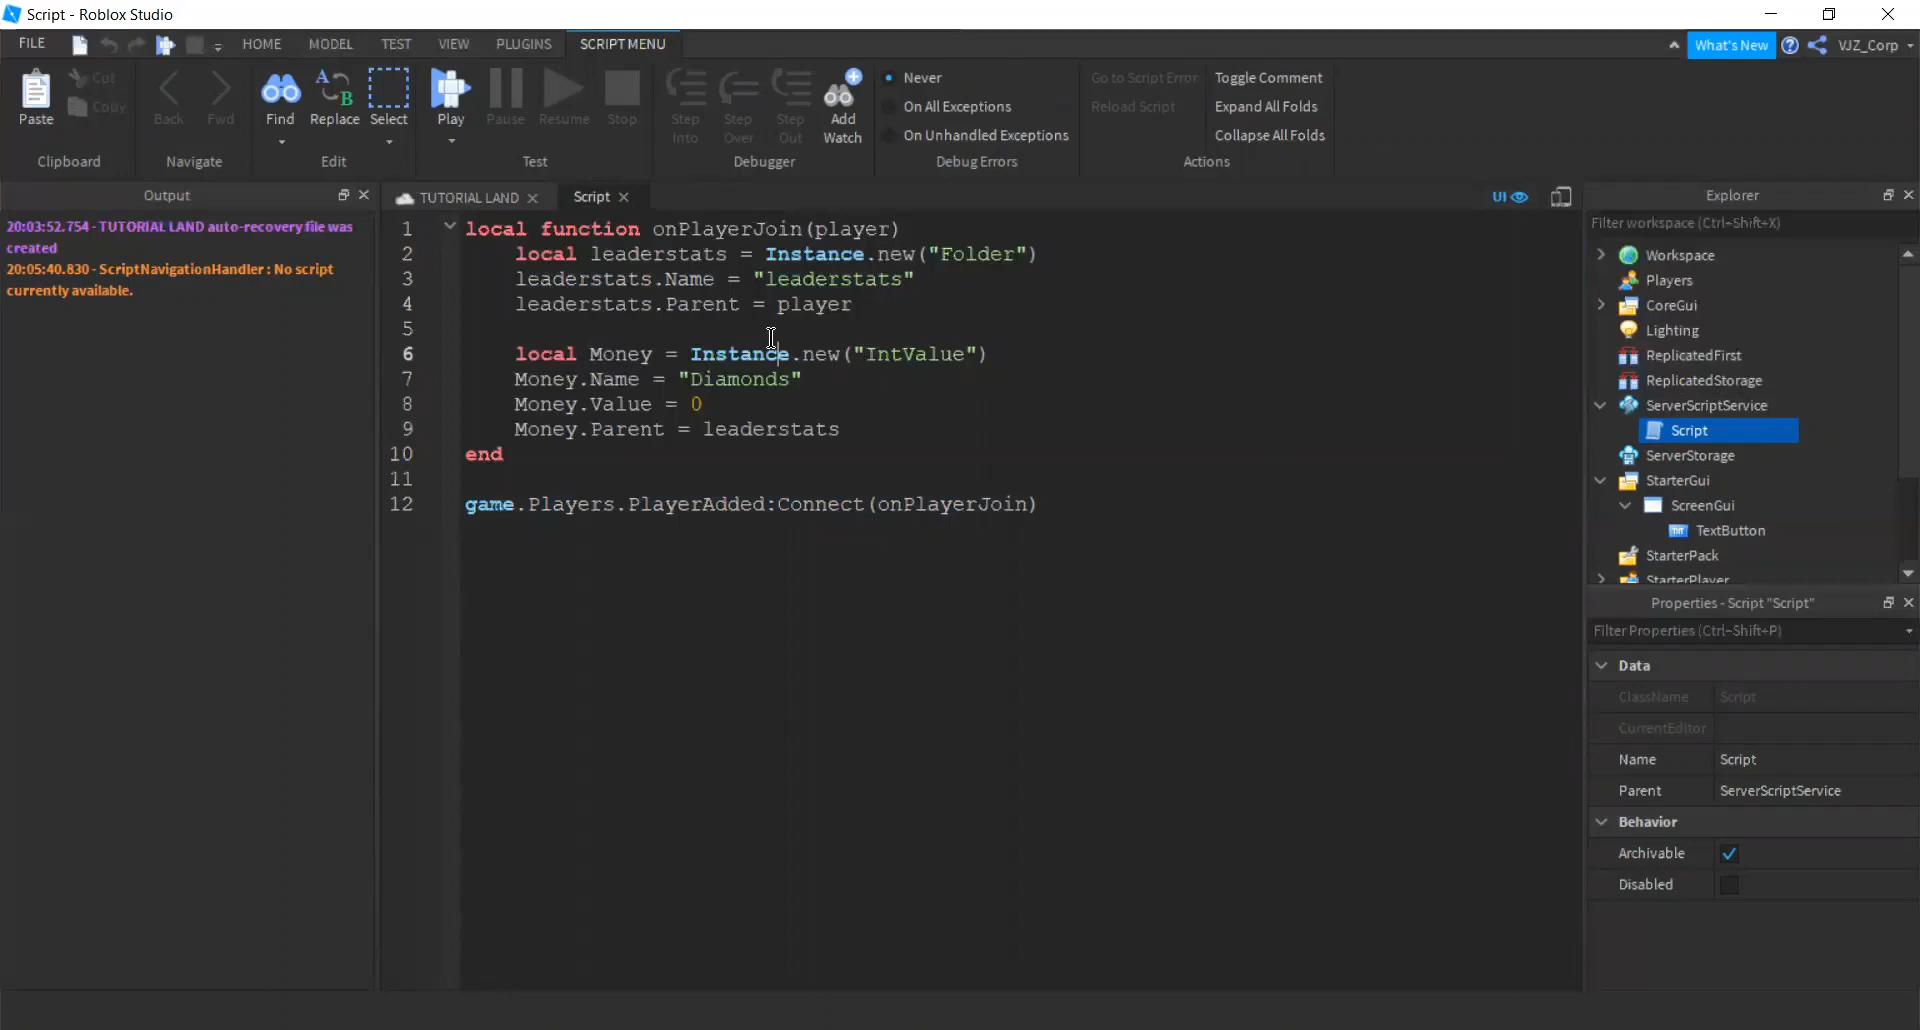 Script - Roblox Studio
FILE HOME MODEL TEST VIEW PLUGINS SCRIPT MENU What's New VJZ_Corp
Paste Cut Copy
Clipboard
Back Fwd
Navigate
Find Replace Select
Edit
Play Pause Resume Stop
Test
Step Into Step Over Step Out Add Watch
Debugger
Never
On All Exceptions
On Unhandled Exceptions
Debug Errors
Go to Script Error
Reload Script
Toggle Comment
Expand All Folds
Collapse All Folds
Actions
Output
20:03:52.754 - TUTORIAL LAND auto-recovery file was
created
20:05:40.830 - ScriptNavigationHandler : No script
currently available.
TUTORIAL LAND Script UI
1 local function onPlayerJoin(player)
2 local leaderstats = Instance.new("Folder")
3 leaderstats.Name = "leaderstats"
4 leaderstats.Parent = player
5
6 local Money = Instance.new("IntValue")
7 Money.Name = "Diamonds"
8 Money.Value = 0
9 Money.Parent = leaderstats
10 end
11
12 game.Players.PlayerAdded:Connect(onPlayerJoin)
Explorer
Filter workspace (Ctrl+Shift+X)
Workspace
Players
CoreGui
Lighting
ReplicatedFirst
ReplicatedStorage
ServerScriptService
Script
ServerStorage
StarterGui
ScreenGui
TextButton
StarterPack
StarterPlayer
Properties - Script "Script"
Filter Properties (Ctrl+Shift+P)
Data
ClassName Script
CurrentEditor
Name Script
Parent ServerScriptService
Behavior
Archivable
Disabled